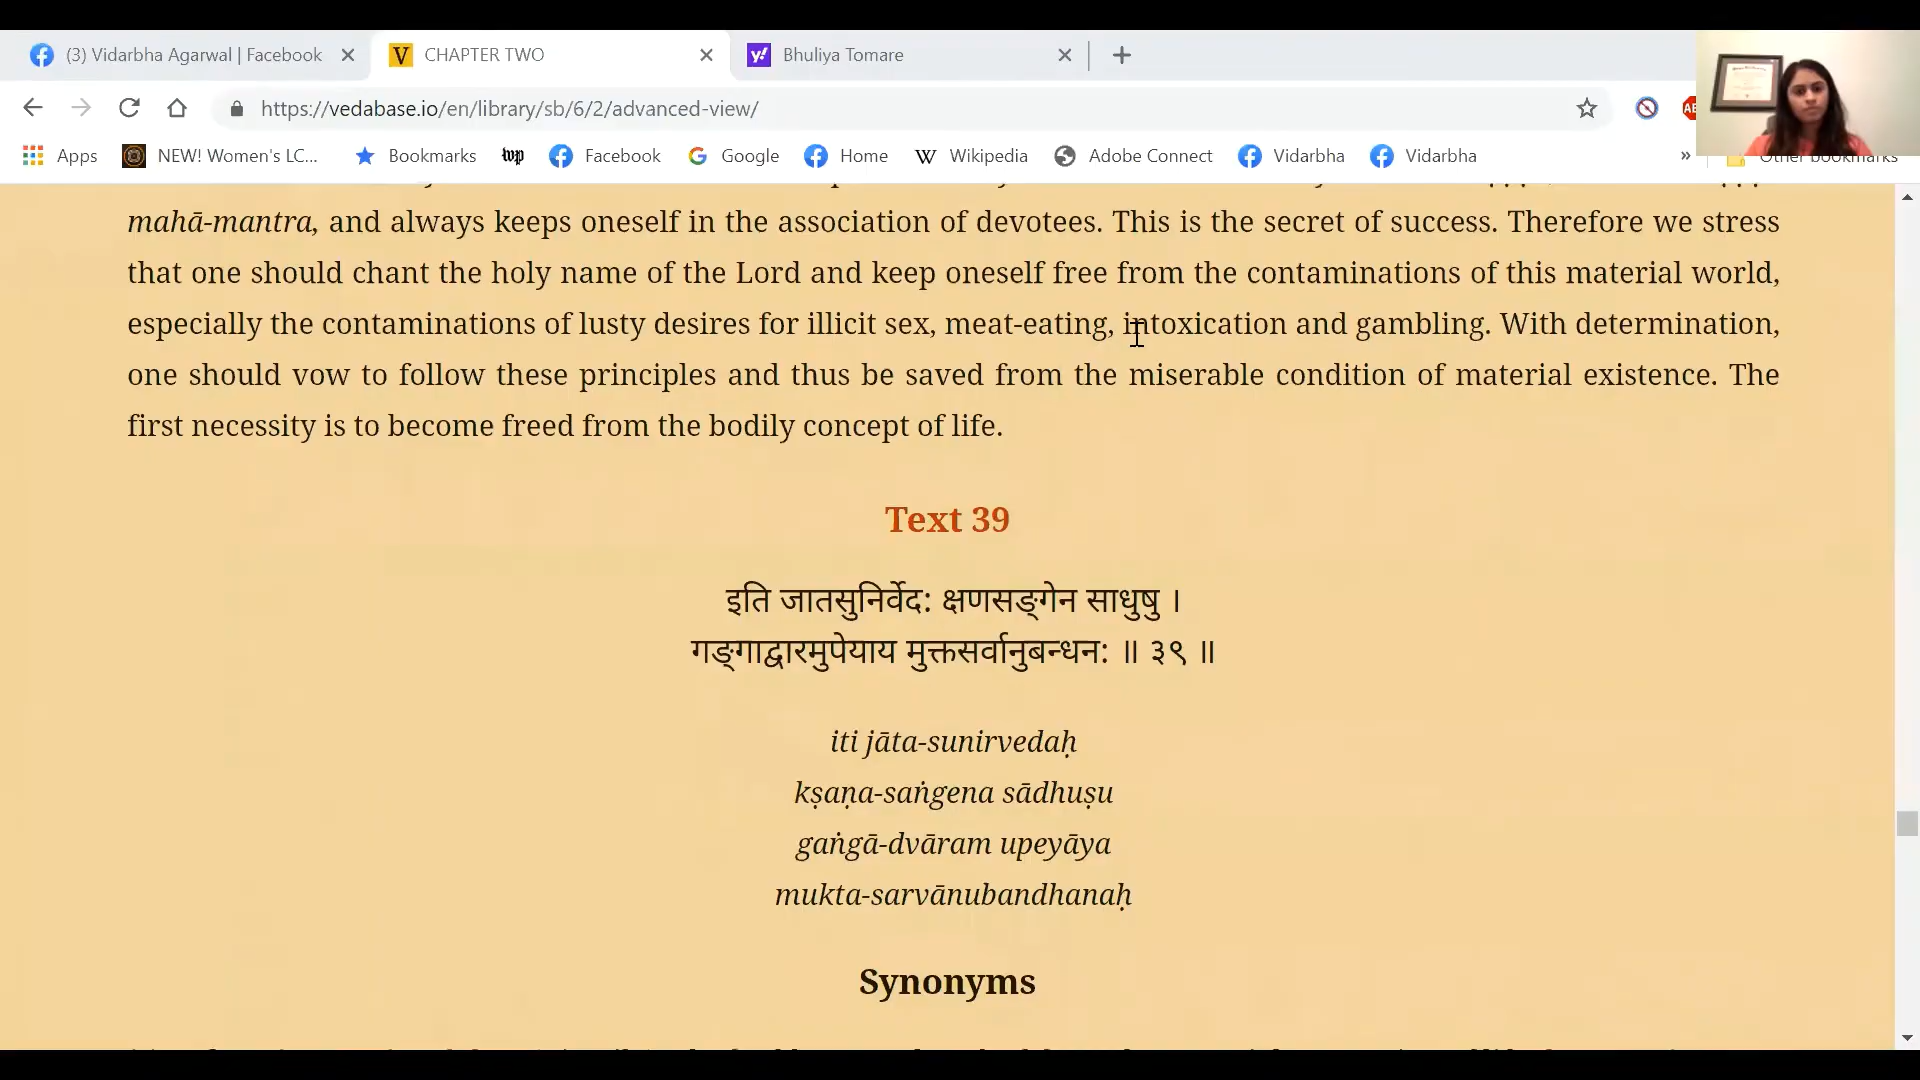 (3) Vidarbha Agarwal | Facebook
CHAPTER TWO
Bhuliya Tomare
https://vedabase.io/en/library/sb/6/2/advanced-view/
Apps NEW! Women's LC... Bookmarks Facebook Google Home Wikipedia Adobe Connect Vidarbha Vidarbha » Other bookmarks
mahā-mantra, and always keeps oneself in the association of devotees. This is the secret of success. Therefore we stress
that one should chant the holy name of the Lord and keep oneself free from the contaminations of this material world,
especially the contaminations of lusty desires for illicit sex, meat-eating, intoxication and gambling. With determination,
one should vow to follow these principles and thus be saved from the miserable condition of material existence. The
first necessity is to become freed from the bodily concept of life.
Text 39
इति जातसुनिर्वेद: क्षणसङ्गेन साधुषु ।
गङ्गाद्वारमुपेयाय मुक्तसर्वानुबन्धन: ॥ ३९ ॥
iti jāta-sunirvedaḥ
kṣaṇa-saṅgena sādhuṣu
gaṅgā-dvāram upeyāya
mukta-sarvānubandhanaḥ
Synonyms